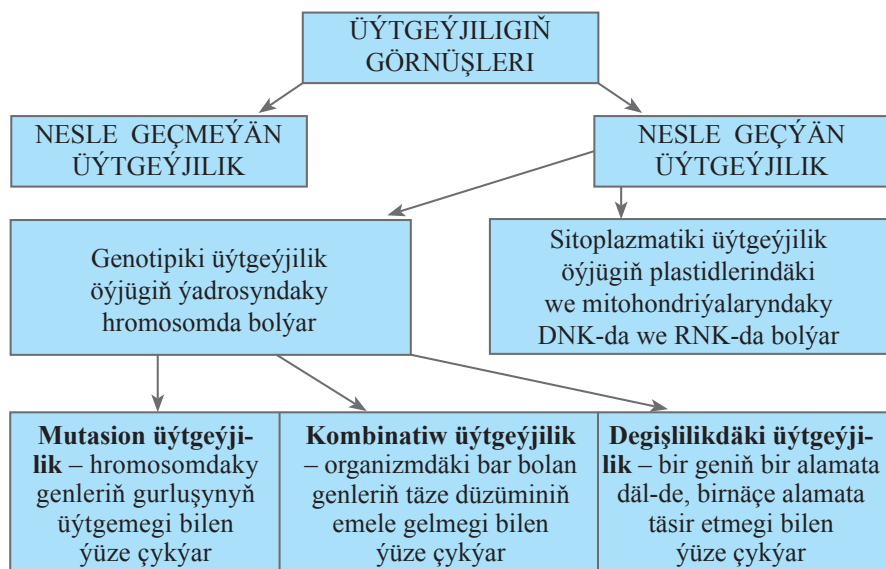 ÜÝTGEÝJILIGIŇ
GÖRNÜŞLERI
NESLE GEÇMEÝÄN
ÜÝTGEÝJILIK
NESLE GEÇÝÄN
ÜÝTGEÝJILIK
Genotipiki üýtgeýjilik
öýjügiň ýadrosyndaky
hromosomda bolýar
Sitoplazmatiki üýtgeýjilik
öýjügiň plastidlerindäki
we mitohondriýalaryndaky
DNK-da we RNK-da bolýar
Mutasion üýtgeýji-
lik – hromosomdaky
genleriň gurluşynyň
üýtgemegi bilen
ýüze çykýar
Kombinatiw üýtgeýjilik
– organizmdäki bar bolan
genleriň täze düzüminiň
emele gelmegi bilen
ýüze çykýar
Degişlilikdäki üýtgeýji-
lik – bir geniň bir alamata
däl-de, birnäçe alamata
täsir etmegi bilen
ýüze çykýar